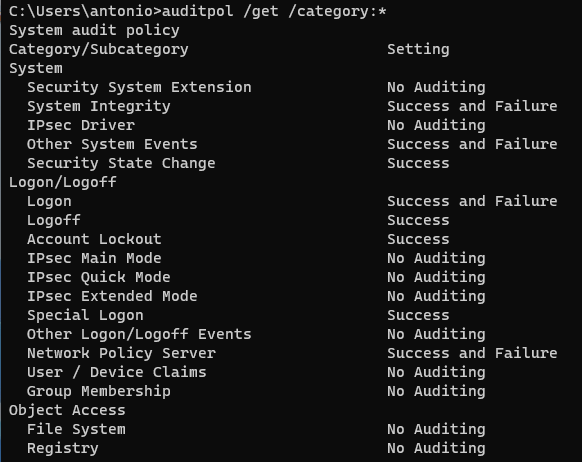 C:\Users\antonio>auditpol /get /category:*
System audit policy
Category/Subcategory                      Setting
System
  Security System Extension               No Auditing
  System Integrity                        Success and Failure
  IPsec Driver                            No Auditing
  Other System Events                     Success and Failure
  Security State Change                   Success
Logon/Logoff
  Logon                                   Success and Failure
  Logoff                                  Success
  Account Lockout                         Success
  IPsec Main Mode                         No Auditing
  IPsec Quick Mode                        No Auditing
  IPsec Extended Mode                     No Auditing
  Special Logon                           Success
  Other Logon/Logoff Events               No Auditing
  Network Policy Server                   Success and Failure
  User / Device Claims                    No Auditing
  Group Membership                        No Auditing
Object Access
  File System                             No Auditing
  Registry                                No Auditing